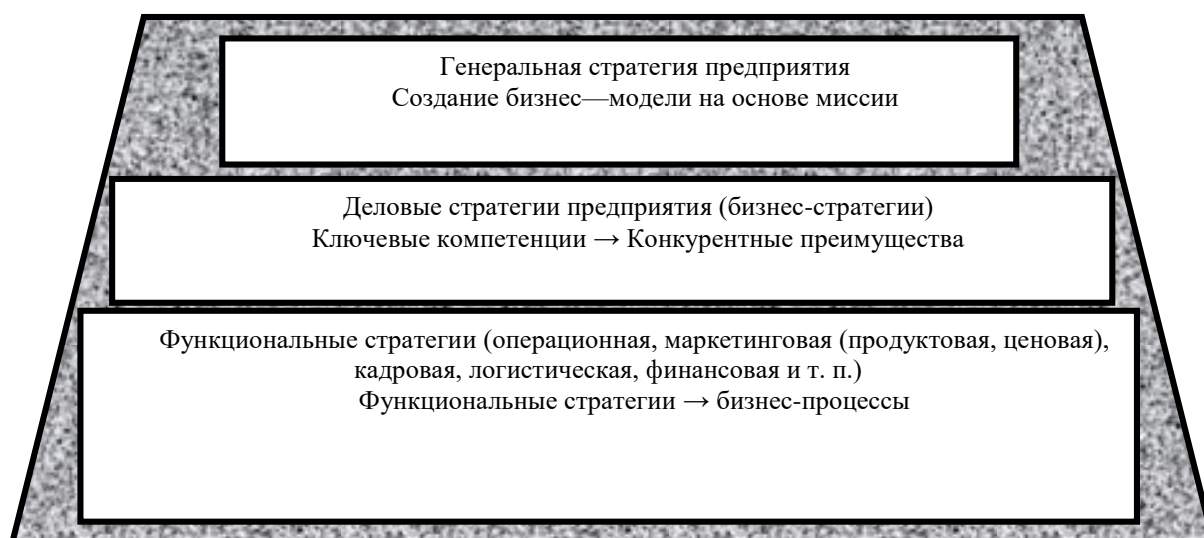 Генеральная стратегия предприятия
Создание бизнес—модели на основе миссии
Деловые стратегии предприятия (бизнес-стратегии)
Ключевые компетенции → Конкурентные преимущества
Функциональные стратегии (операционная, маркетинговая (продуктовая, ценовая),
кадровая, логистическая, финансовая и т. п.)
Функциональные стратегии → бизнес-процессы